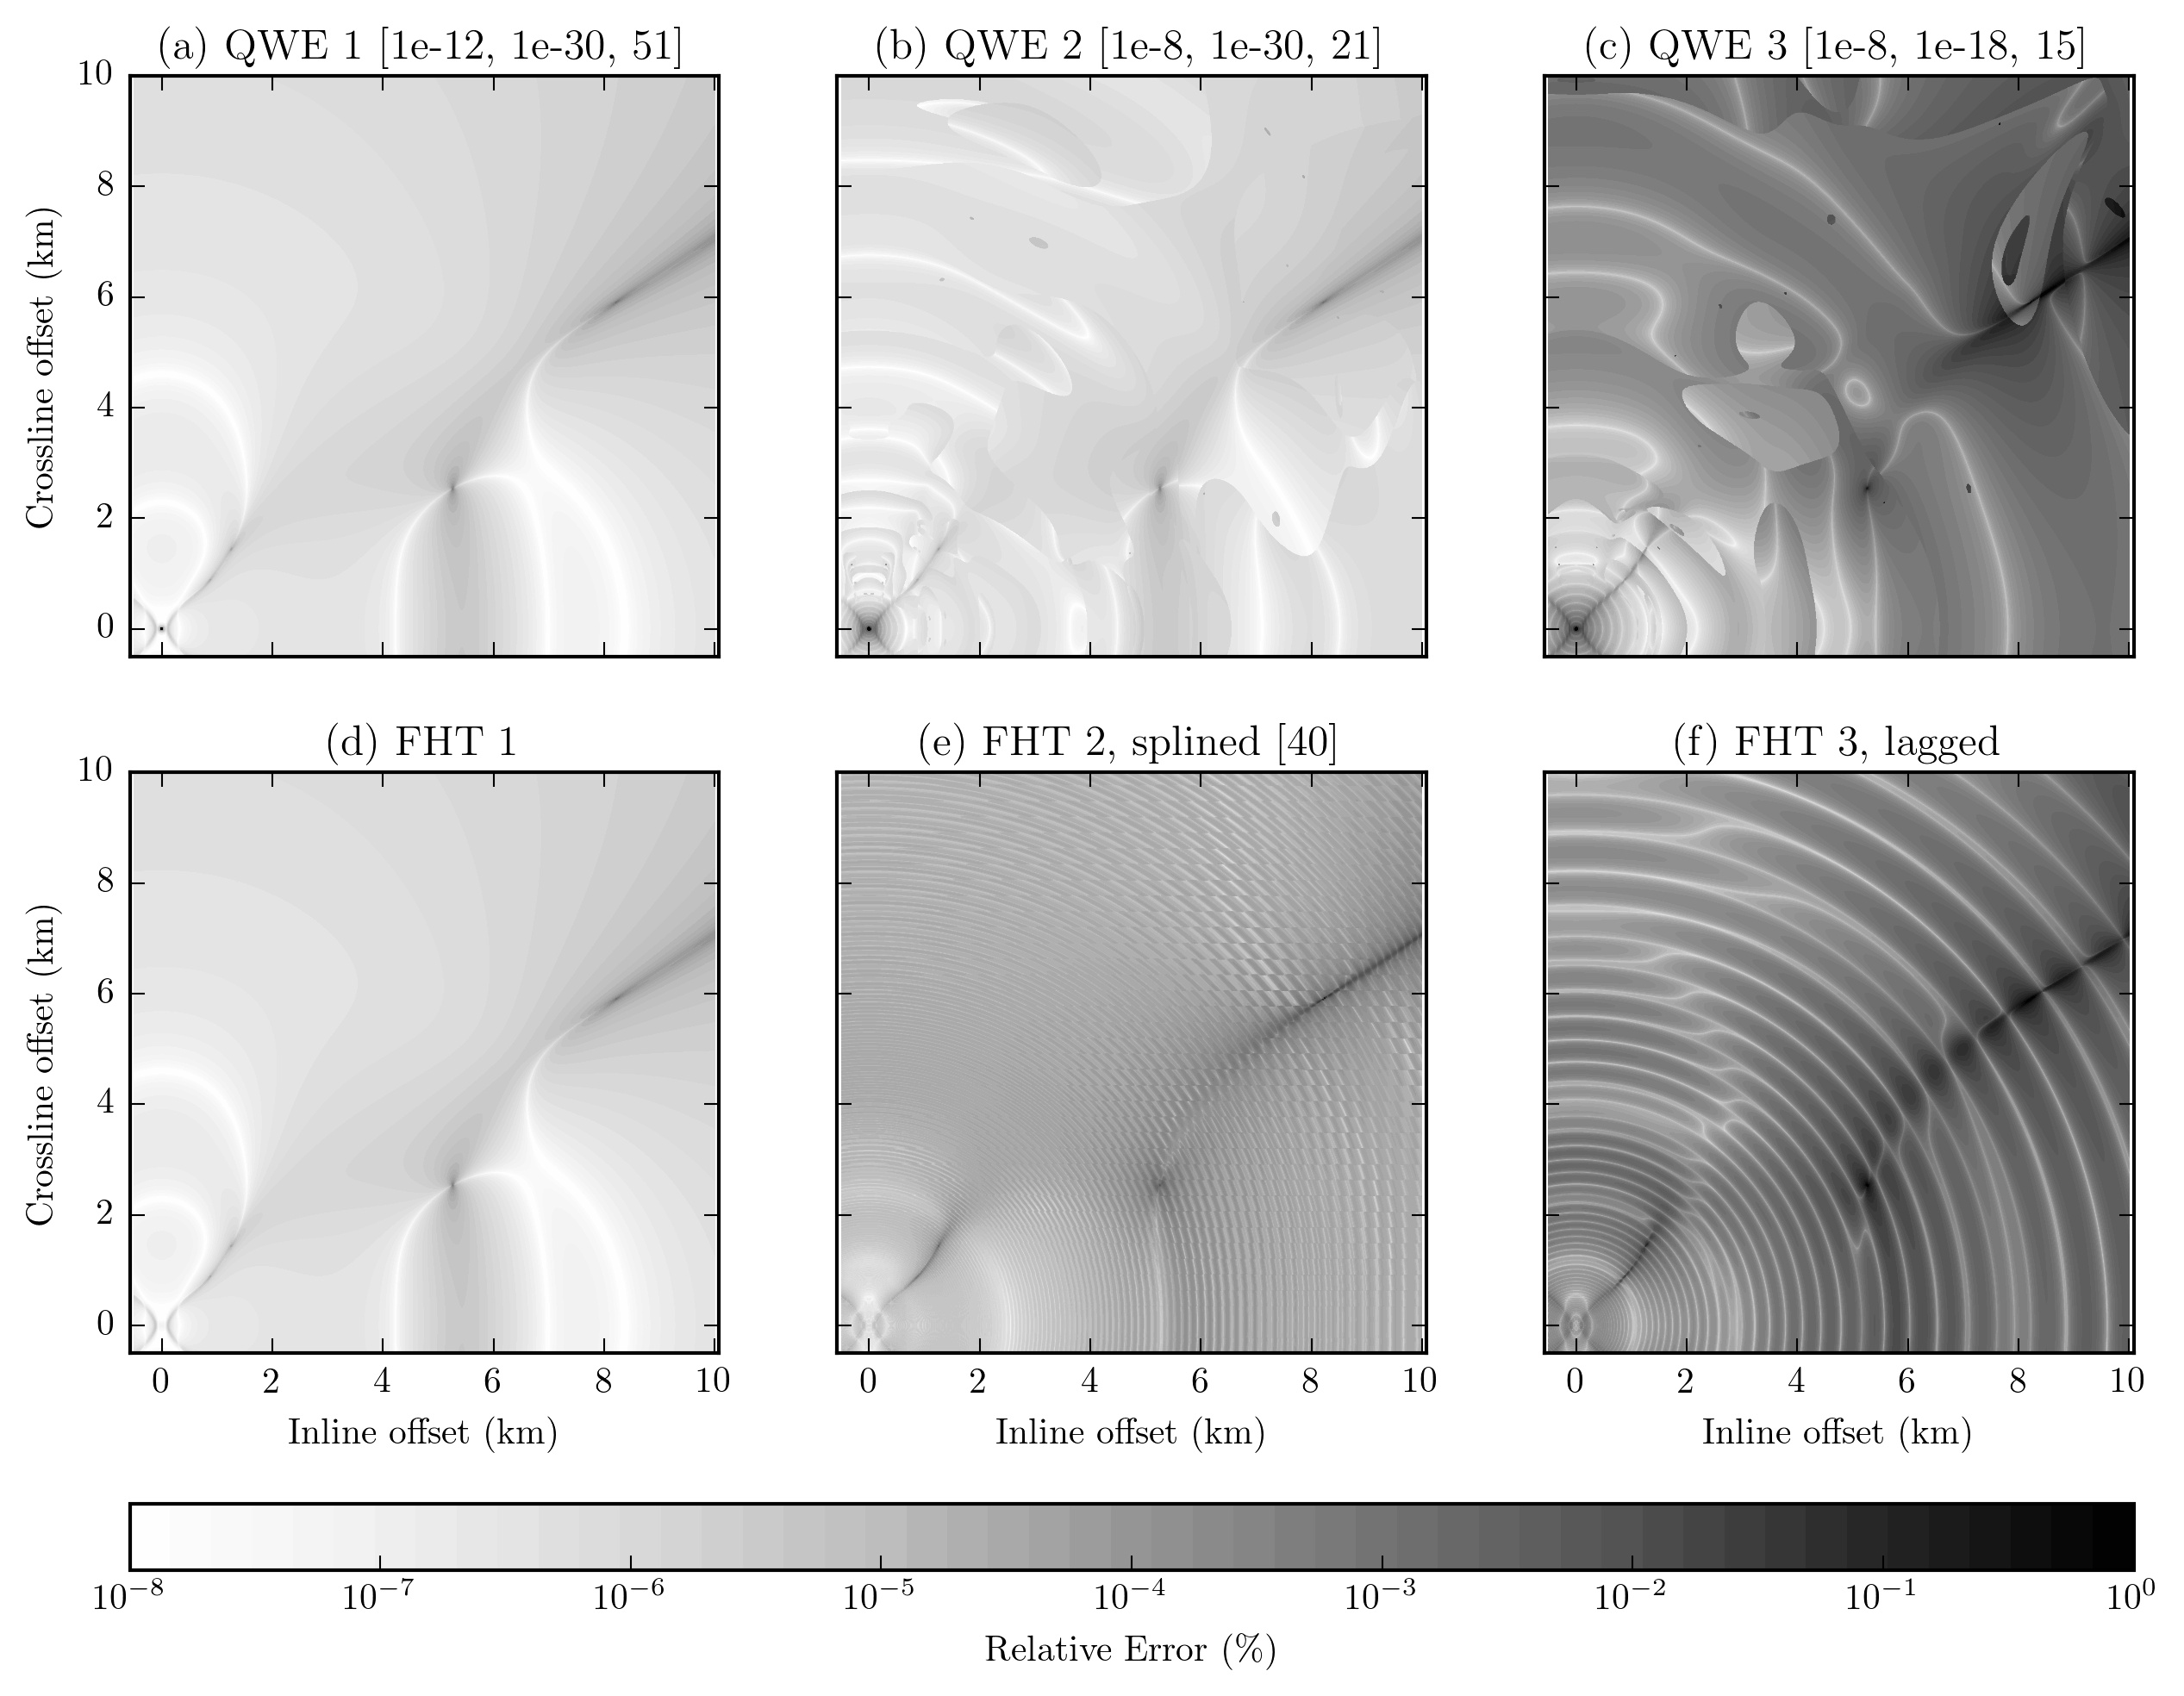 (a) QWE 1 [1e-12, 1e-30, 51]
(b) QWE 2 [1e-8, 1e-30, 21]
(c) QWE 3 [1e-8, 1e-18, 15]
10
8
6
4
2
0
Crossline offset (km)
(d) FHT 1
(e) FHT 2, splined [40]
(f) FHT 3, lagged
10
8
6
4
2
0
Crossline offset (km)
0 2 4 6 8 10
0 2 4 6 8 10
0 2 4 6 8 10
Inline offset (km)
Inline offset (km)
Inline offset (km)
10⁻⁸ 10⁻⁷ 10⁻⁶ 10⁻⁵ 10⁻⁴ 10⁻³ 10⁻² 10⁻¹ 10⁰
Relative Error (%)